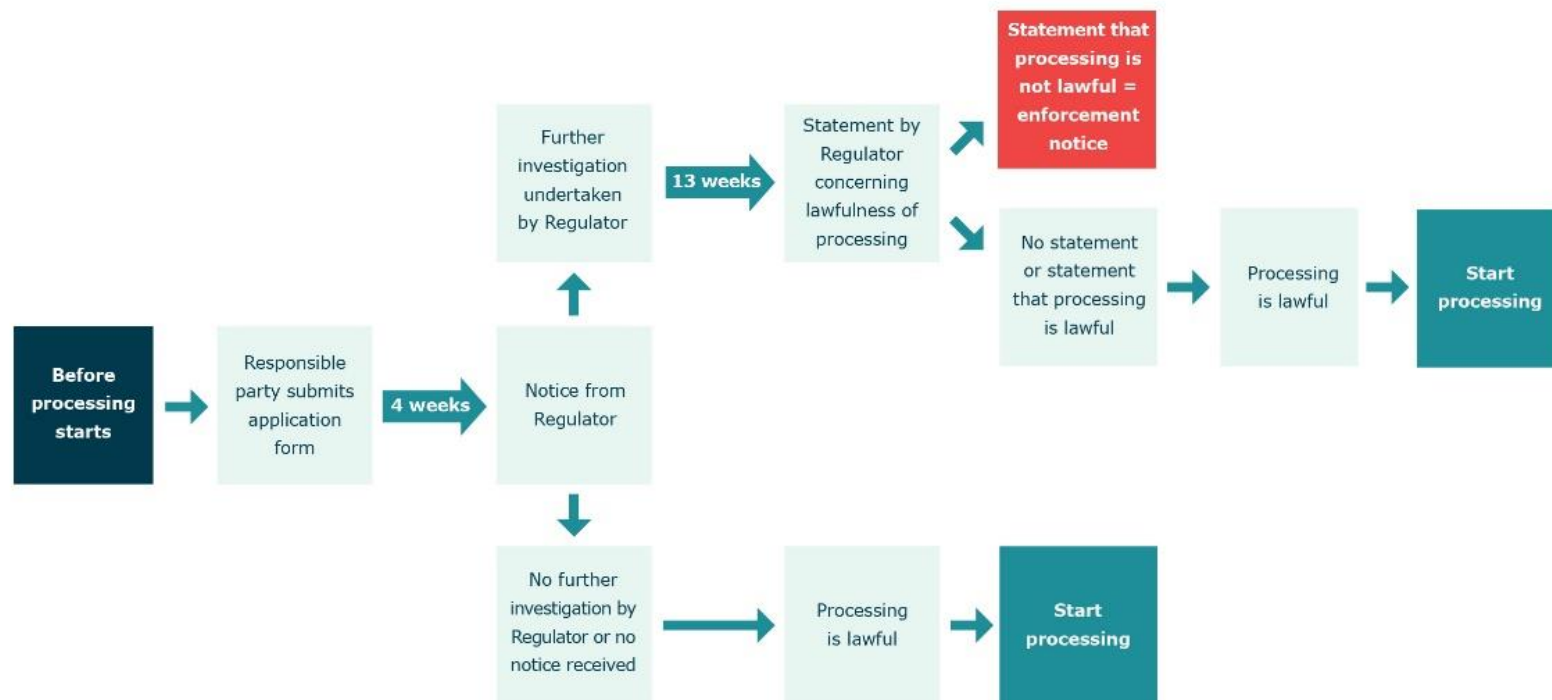 Before
processing
starts
Responsible
party submits
application
form
4 weeks
Notice from
Regulator
Further
investigation
undertaken
by Regulator
13 weeks
Statement by
Regulator
concerning
lawfulness of
processing
Statement that
processing is
not lawful =
enforcement
notice
No statement
or statement
that processing
is lawful
Processing
is lawful
Start
processing
No further
investigation by
Regulator or no
notice received
Processing
is lawful
Start
processing